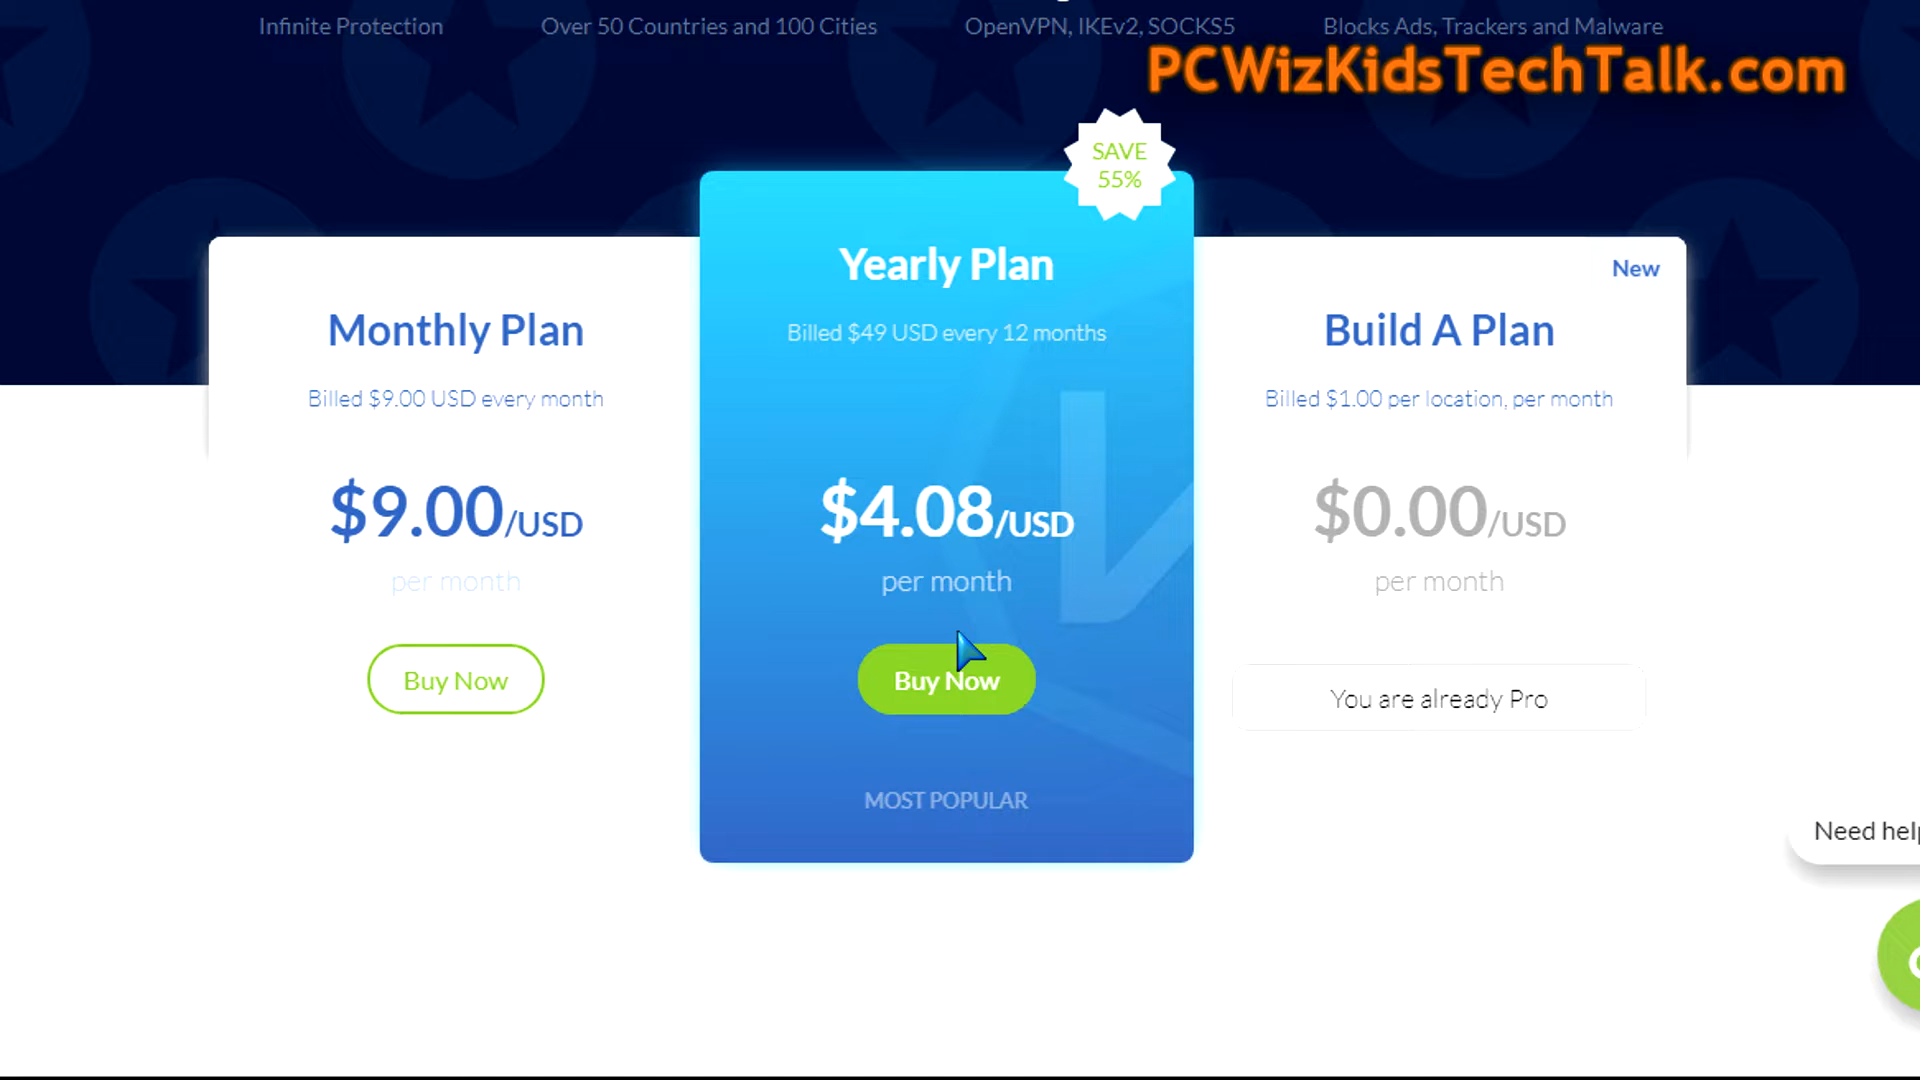 Infinite Protection
Over 50 Countries and 100 Cities
OpenVPN, IKEv2, SOCKS5
Blocks Ads, Trackers and Malware
PCWizKidsTechTalk.com
SAVE
55%
Monthly Plan
Billed $9.00 USD every month
$9.00/USD
per month
Buy Now
Yearly Plan
Billed $49 USD every 12 months
$4.08/USD
per month
Buy Now
MOST POPULAR
New
Build A Plan
Billed $1.00 per location, per month
$0.00/USD
per month
You are already Pro
Need help